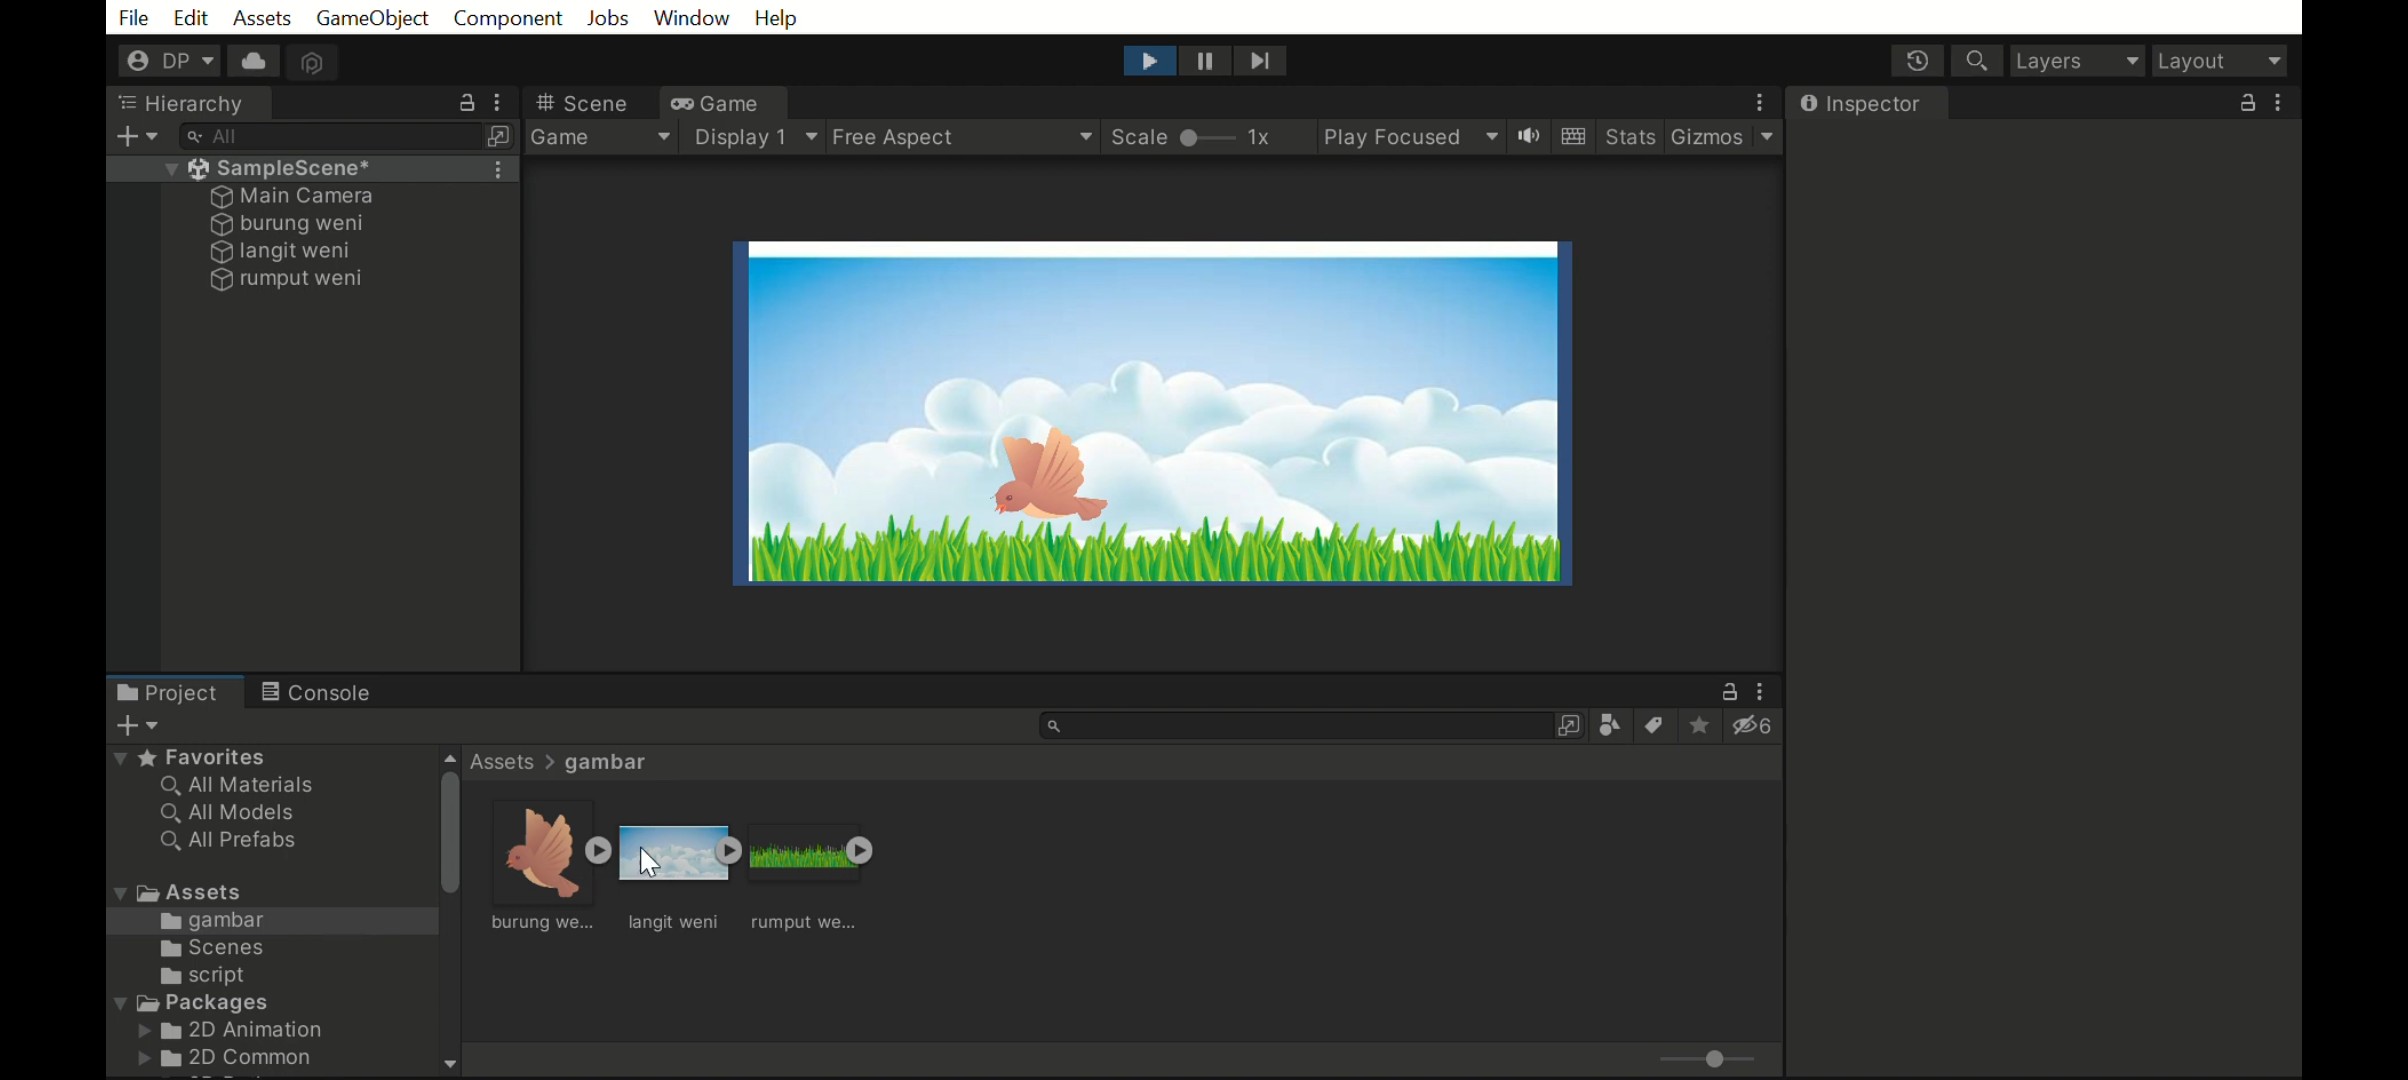 File Edit Assets GameObject Component Jobs Window Help
DP Layers Layout
Hierarchy
All
SampleScene*
Main Camera
burung weni
langit weni
rumput weni
Scene Game
Game Display 1 Free Aspect Scale 1x Play Focused Stats Gizmos
Inspector
Project Console
6
Favorites
All Materials
All Models
All Prefabs
Assets
gambar
Scenes
script
Packages
2D Animation
2D Common
Assets > gambar
burung we... langit weni rumput we...